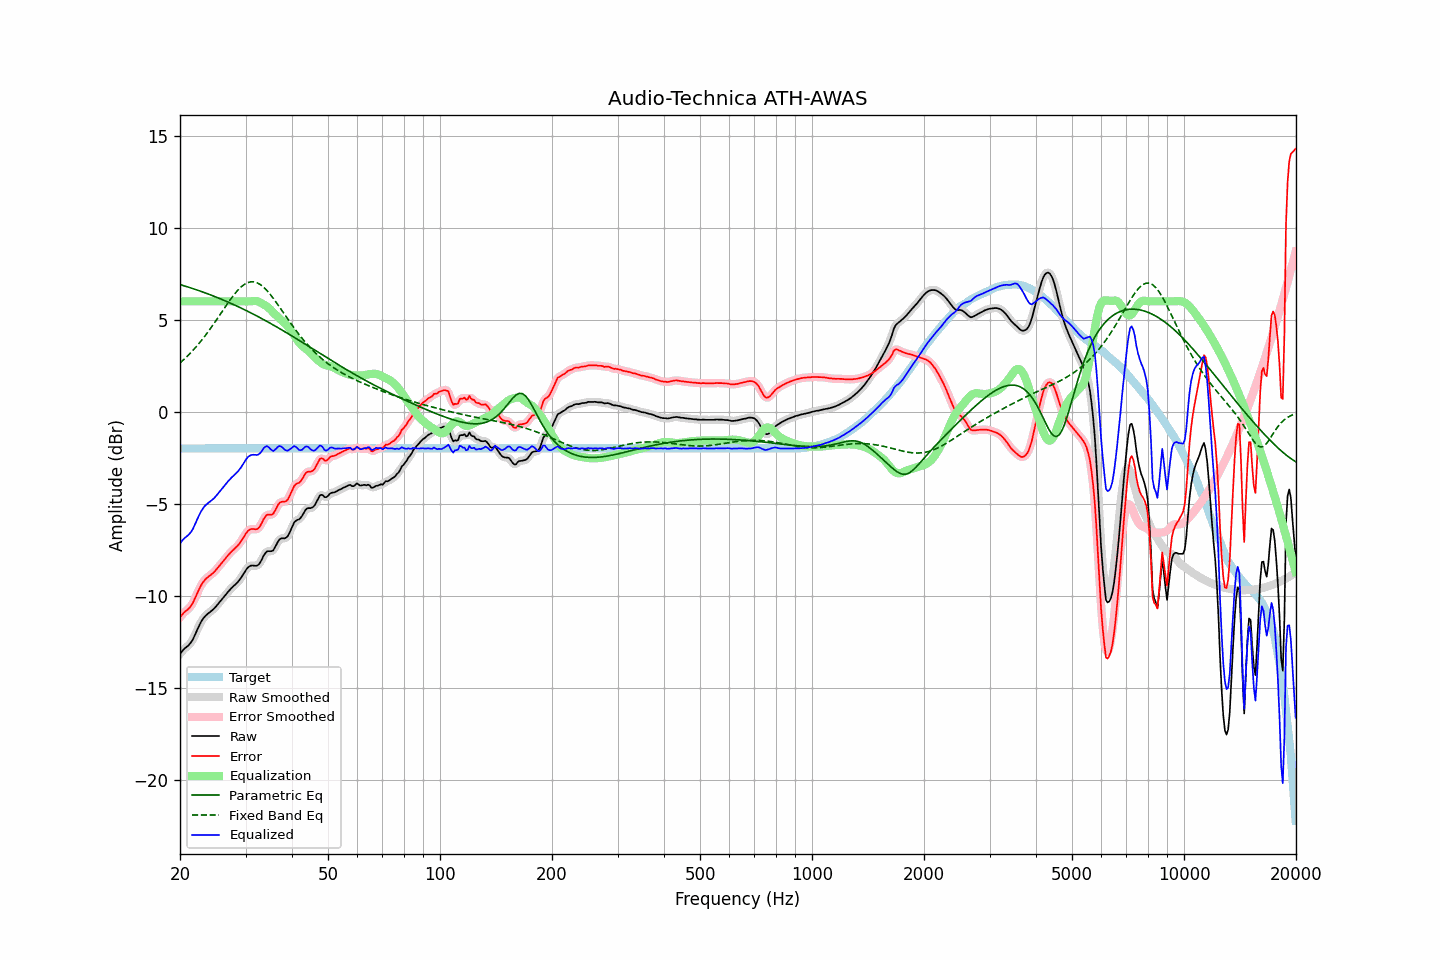 Audio-Technica ATH-AWAS
Amplitude (dBr)
15
10
5
0
−5
−10
−15
−20
Target
Raw Smoothed
Error Smoothed
Raw
Error
Equalization
Parametric Eq
Fixed Band Eq
Equalized
20 50 100 200 500 1000 2000 5000 10000 20000
Frequency (Hz)